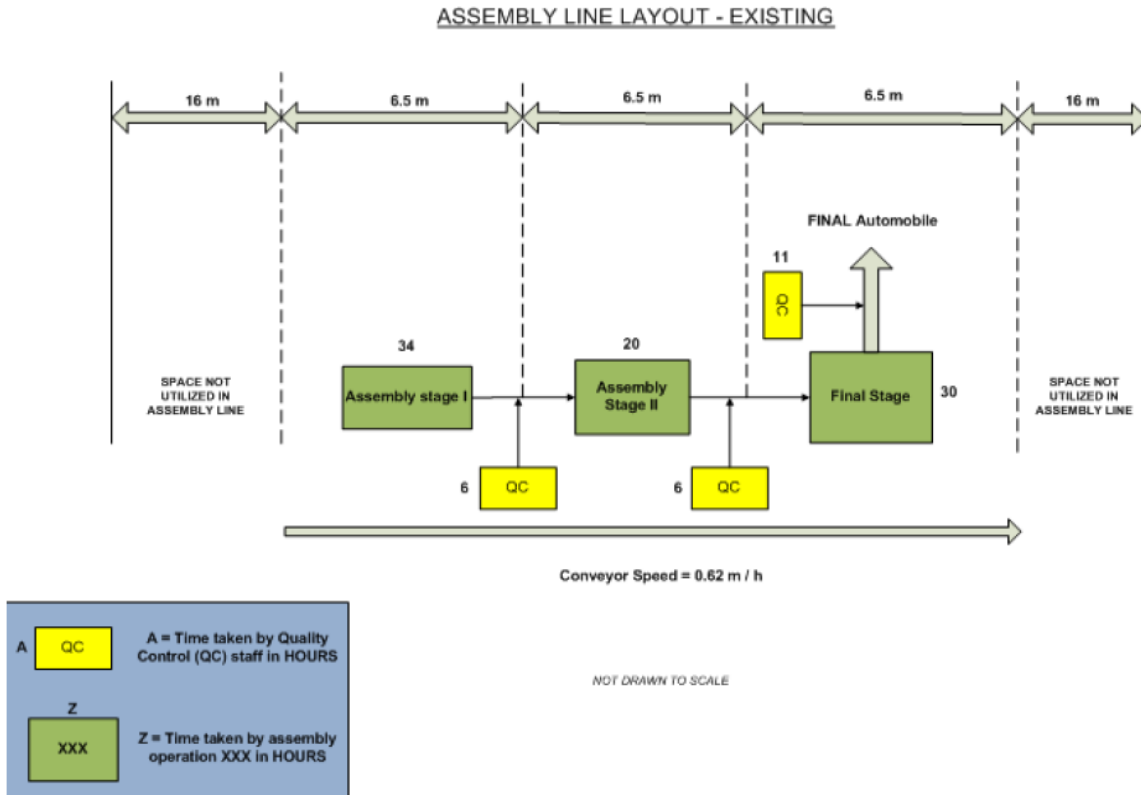 ASSEMBLY LINE LAYOUT - EXISTING
16 m
6.5 m
6.5 m
6.5 m
16 m
FINAL Automobile
11
QC
34
20
SPACE NOT
UTILIZED IN
ASSEMBLY LINE
Assembly stage I
Assembly
Stage II
Final Stage
30
SPACE NOT
UTILIZED IN
ASSEMBLY LINE
6
QC
6
QC
Conveyor Speed = 0.62 m / h
A
QC
A = Time taken by Quality
Control (QC) staff in HOURS
NOT DRAWN TO SCALE
Z
XXX
Z = Time taken by assembly
operation XXX in HOURS